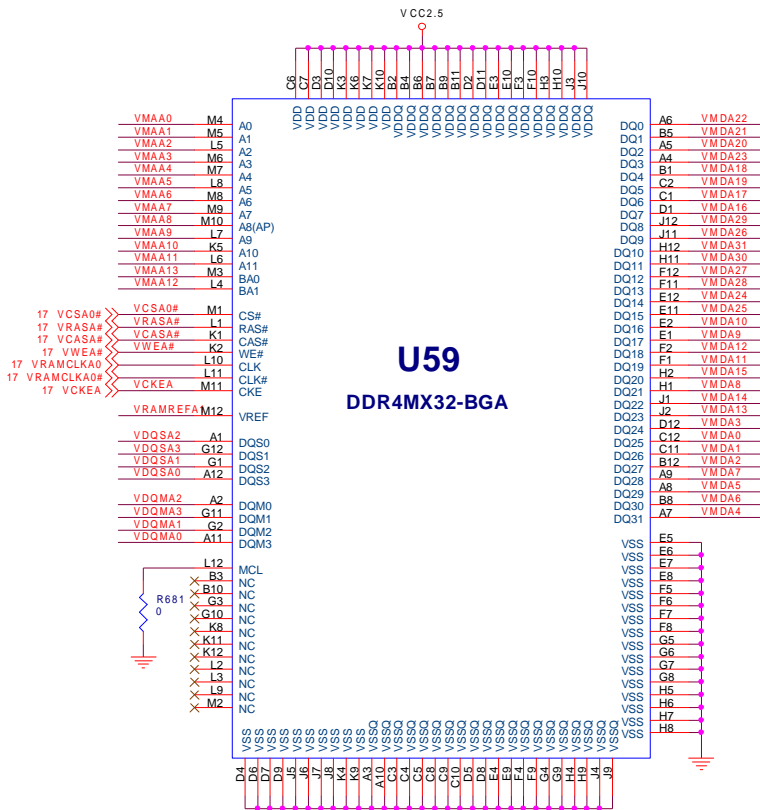 VCC2.5
C6 C7 D3 D10 K3 K6 K7 K10 B2 B4 B6 B7 B9 B11 D2 D11 E3 E10 F3 F10 H3 H10 J3 J10
VDD VDD VDD VDD VDD VDD VDD VDD VDDQ VDDQ VDDQ VDDQ VDDQ VDDQ VDDQ VDDQ VDDQ VDDQ VDDQ VDDQ VDDQ VDDQ VDDQ VDDQ
VMAA0 M4 A0
VMAA1 M5 A1
VMAA2 L5 A2
VMAA3 M6 A3
VMAA4 M7 A4
VMAA5 L8 A5
VMAA6 M8 A6
VMAA7 M9 A7
VMAA8 M10 A8(AP)
VMAA9 L7 A9
VMAA10 K5 A10
VMAA11 L6 A11
VMAA13 M3 BA0
VMAA12 L4 BA1
17 VCSA0# VCSA0# M1 CS#
17 VRASA# VRASA# L1 RAS#
17 VCASA# VCASA# K1 CAS#
17 VWEA# VWEA# K2 WE#
17 VRAMCLKA0 L10 CLK
17 VRAMCLKA0# L11 CLK#
17 VCKEA VCKEA M11 CKE
VRAMREFA1 M12 VREF
VDQSA2 A1 DQS0
VDQSA3 G12 DQS1
VDQSA1 G1 DQS2
VDQSA0 A12 DQS3
VDQMA2 A2 DQM0
VDQMA3 G11 DQM1
VDQMA1 G2 DQM2
VDQMA0 A11 DQM3
L12 MCL
B3 NC
B10 NC
G3 NC
G10 NC
K8 NC
K11 NC
K12 NC
L2 NC
L3 NC
L9 NC
M2 NC
R681
0
U59
DDR4MX32-BGA
DQ0 A6 VMDA22
DQ1 B5 VMDA21
DQ2 A5 VMDA20
DQ3 A4 VMDA23
DQ4 B1 VMDA18
DQ5 C2 VMDA19
DQ6 C1 VMDA17
DQ7 D1 VMDA16
DQ8 J12 VMDA29
DQ9 J11 VMDA26
DQ10 H12 VMDA31
DQ11 H11 VMDA30
DQ12 F12 VMDA27
DQ13 F11 VMDA28
DQ14 E12 VMDA24
DQ15 E11 VMDA25
DQ16 E2 VMDA10
DQ17 E1 VMDA9
DQ18 F2 VMDA12
DQ19 F1 VMDA11
DQ20 H2 VMDA15
DQ21 H1 VMDA8
DQ22 J1 VMDA14
DQ23 J2 VMDA13
DQ24 D12 VMDA3
DQ25 C12 VMDA0
DQ26 C11 VMDA1
DQ27 B12 VMDA2
DQ28 A9 VMDA7
DQ29 A8 VMDA5
DQ30 B8 VMDA6
DQ31 A7 VMDA4
VSS E5
VSS E6
VSS E7
VSS E8
VSS F5
VSS F6
VSS F7
VSS F8
VSS G5
VSS G6
VSS G7
VSS G8
VSS H5
VSS H6
VSS H7
VSS H8
VSS VSS VSS VSS VSS VSS VSS VSS VSS VSS VSSQ VSSQ VSSQ VSSQ VSSQ VSSQ VSSQ VSSQ VSSQ VSSQ VSSQ VSSQ VSSQ VSSQ VSSQ VSSQ VSSQ VSSQ VSSQ VSSQ
D4 D6 D7 D9 J5 J6 J7 J8 K4 K9 A3 A10 C3 C4 C5 C8 C9 C10 D5 D8 E4 E9 F4 F9 G4 G9 H4 H9 J4 J9